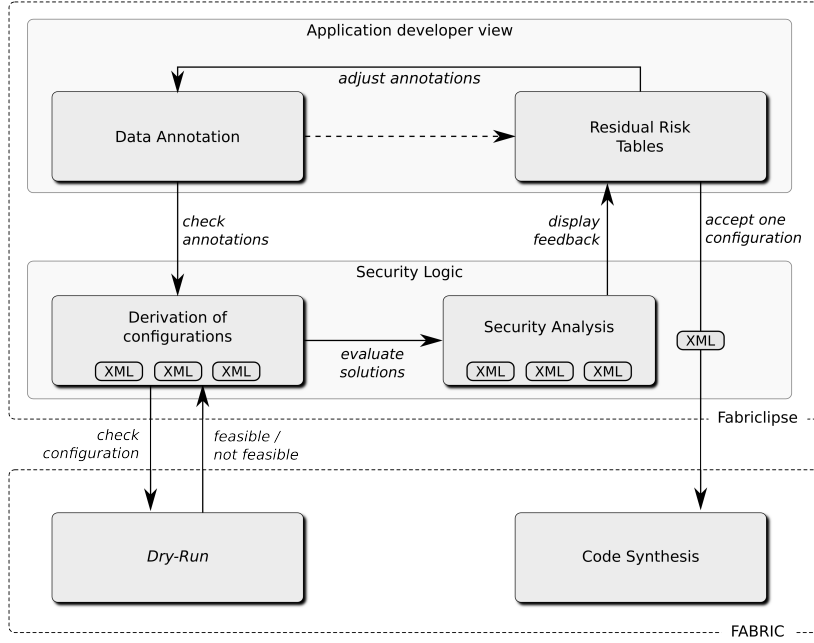 Application developer view
adjust annotations
Data Annotation
Residual Risk
Tables
check
annotations
display
feedback
accept one
configuration
Security Logic
Derivation of
configurations
XML XML XML
evaluate
solutions
Security Analysis
XML XML XML
XML
Fabriclipse
check
configuration
feasible /
not feasible
Dry-Run
Code Synthesis
FABRIC